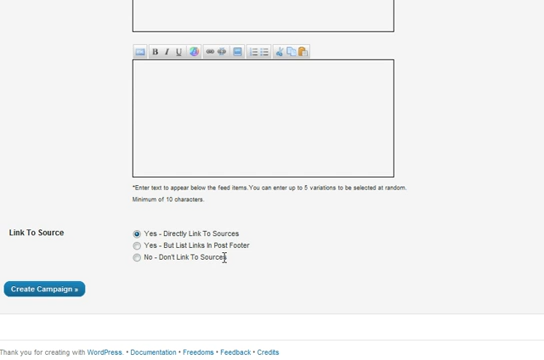 B I U
*Enter text to appear below the feed items. You can enter up to 5 variations to be selected at random.
Minimum of 10 characters.
Link To Source
Yes - Directly Link To Sources
Yes - But List Links In Post Footer
No - Don't Link To Sources
Create Campaign »
Thank you for creating with WordPress. • Documentation • Freedoms • Feedback • Credits